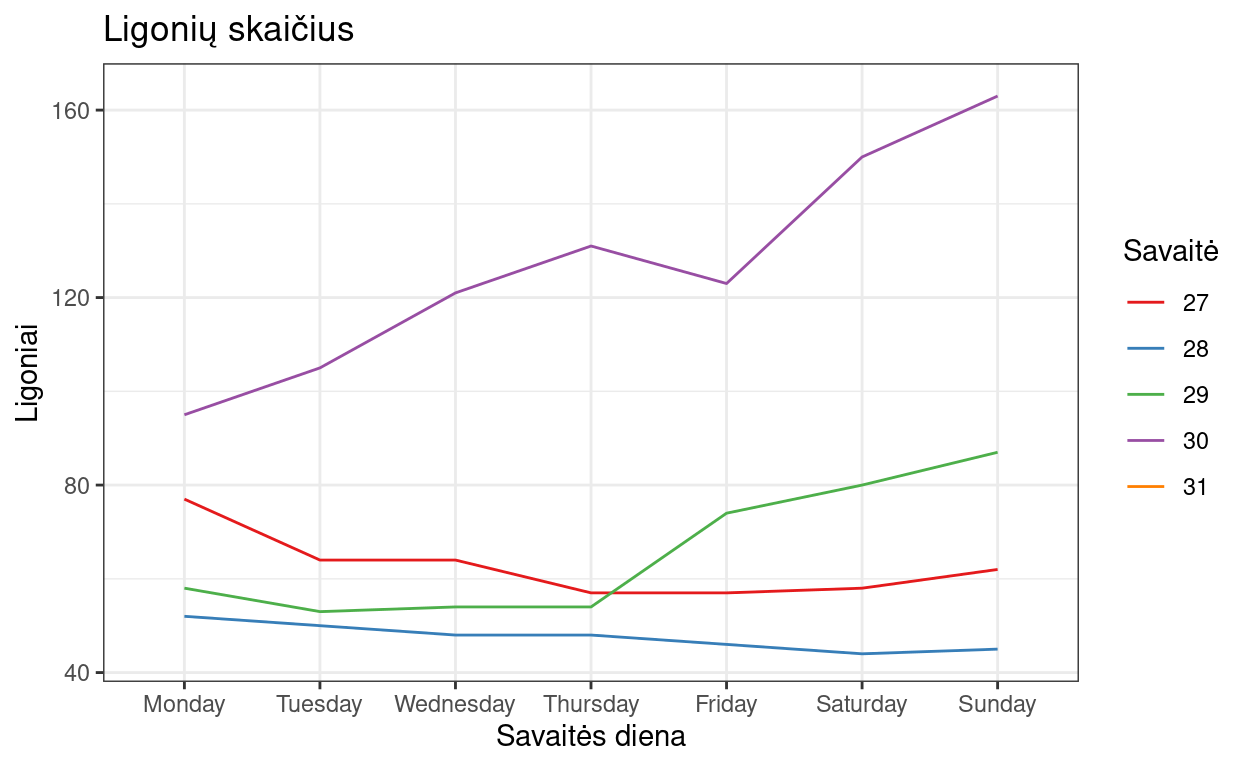 Ligonių skaičius
160
120
80
40
Ligoniai
Monday Tuesday Wednesday Thursday Friday Saturday Sunday
Savaitės diena
Savaitė
27
28
29
30
31